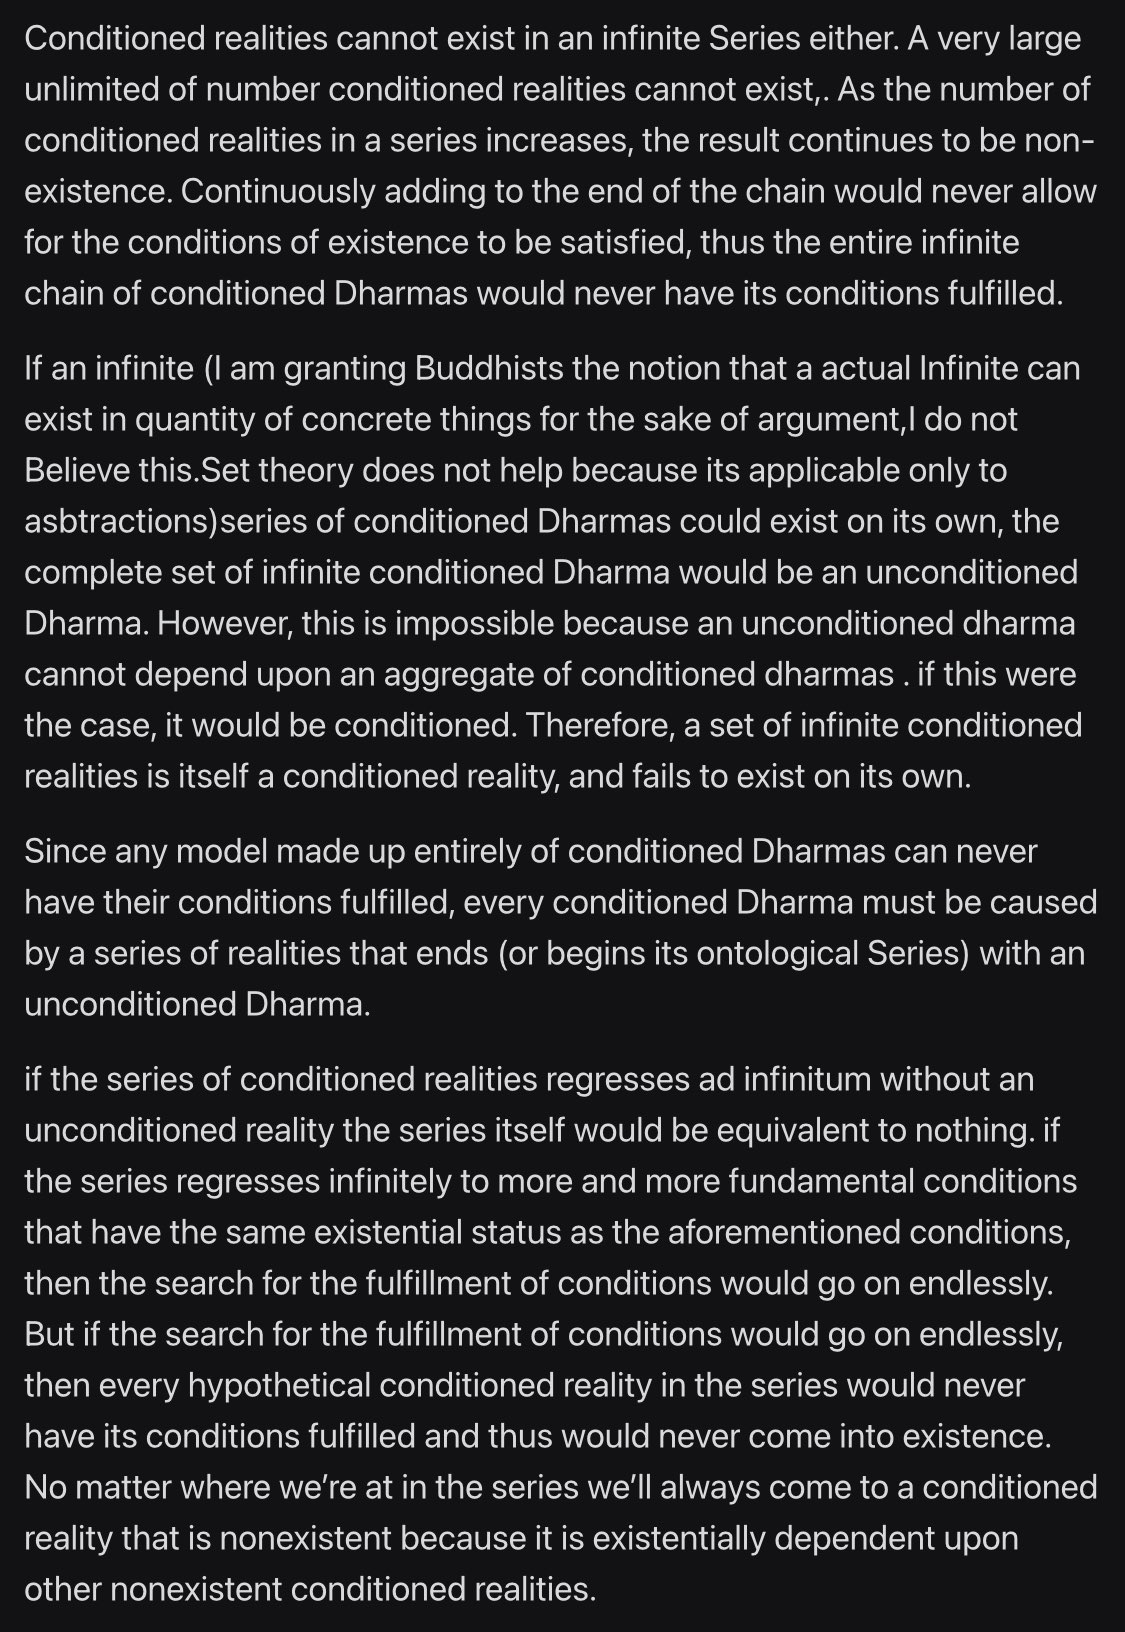 Conditioned realities cannot exist in an infinite Series either. A very large
unlimited of number conditioned realities cannot exist,. As the number of
conditioned realities in a series increases, the result continues to be non-
existence. Continuously adding to the end of the chain would never allow
for the conditions of existence to be satisfied, thus the entire infinite
chain of conditioned Dharmas would never have its conditions fulfilled.
If an infinite (I am granting Buddhists the notion that a actual Infinite can
exist in quantity of concrete things for the sake of argument,I do not
Believe this.Set theory does not help because its applicable only to
asbtractions)series of conditioned Dharmas could exist on its own, the
complete set of infinite conditioned Dharma would be an unconditioned
Dharma. However, this is impossible because an unconditioned dharma
cannot depend upon an aggregate of conditioned dharmas . if this were
the case, it would be conditioned. Therefore, a set of infinite conditioned
realities is itself a conditioned reality, and fails to exist on its own.
Since any model made up entirely of conditioned Dharmas can never
have their conditions fulfilled, every conditioned Dharma must be caused
by a series of realities that ends (or begins its ontological Series) with an
unconditioned Dharma.
if the series of conditioned realities regresses ad infinitum without an
unconditioned reality the series itself would be equivalent to nothing. if
the series regresses infinitely to more and more fundamental conditions
that have the same existential status as the aforementioned conditions,
then the search for the fulfillment of conditions would go on endlessly.
But if the search for the fulfillment of conditions would go on endlessly,
then every hypothetical conditioned reality in the series would never
have its conditions fulfilled and thus would never come into existence.
No matter where we’re at in the series we’ll always come to a conditioned
reality that is nonexistent because it is existentially dependent upon
other nonexistent conditioned realities.